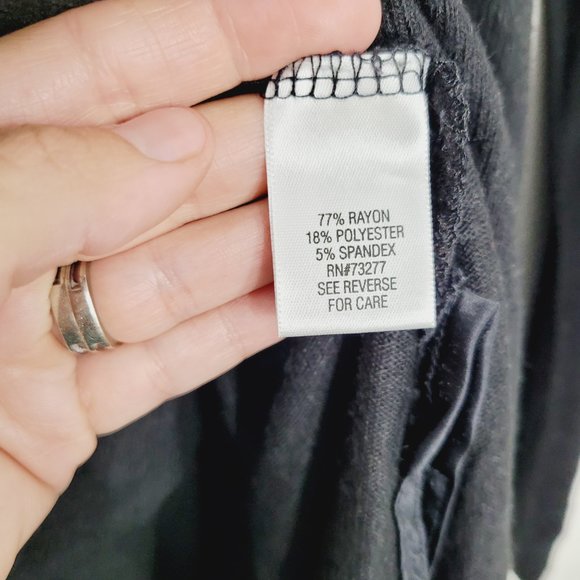 77% RAYON
18% POLYESTER
5% SPANDEX
RN#73277
SEE REVERSE
FOR CARE